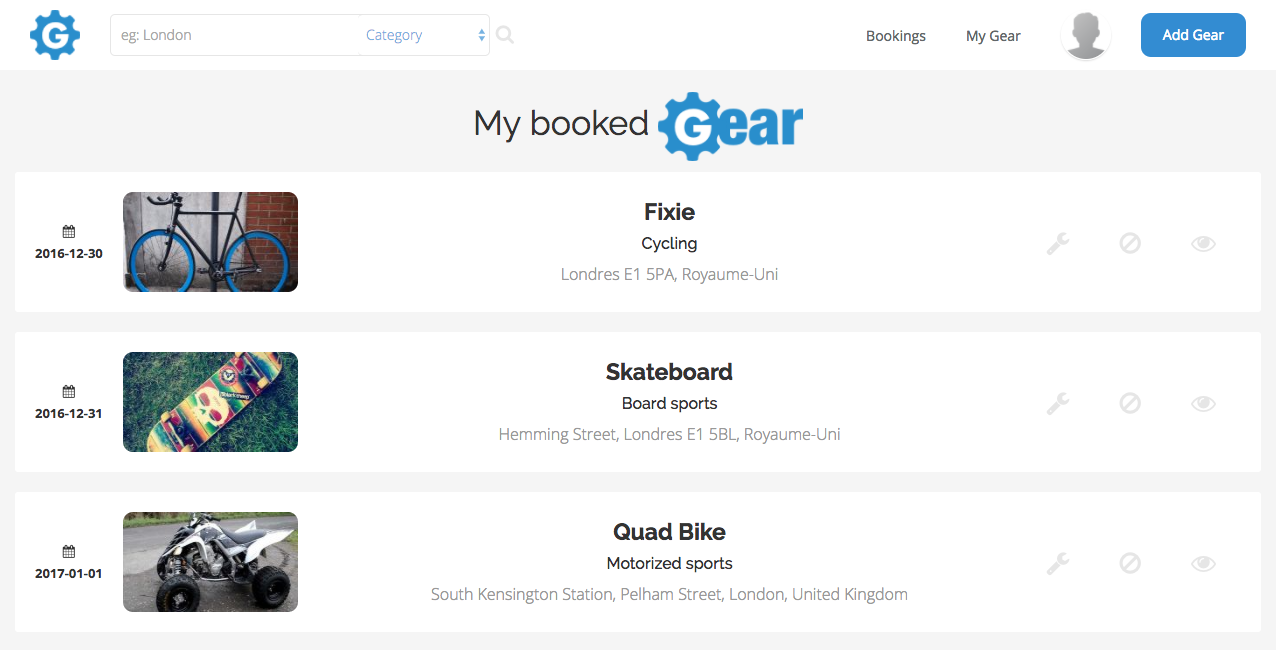 G
eg: London
Category
Bookings
My Gear
Add Gear
My booked Gear
2016-12-30
Fixie
Cycling
Londres E1 5PA, Royaume-Uni
2016-12-31
Skateboard
Board sports
Hemming Street, Londres E1 5BL, Royaume-Uni
2017-01-01
Quad Bike
Motorized sports
South Kensington Station, Pelham Street, London, United Kingdom